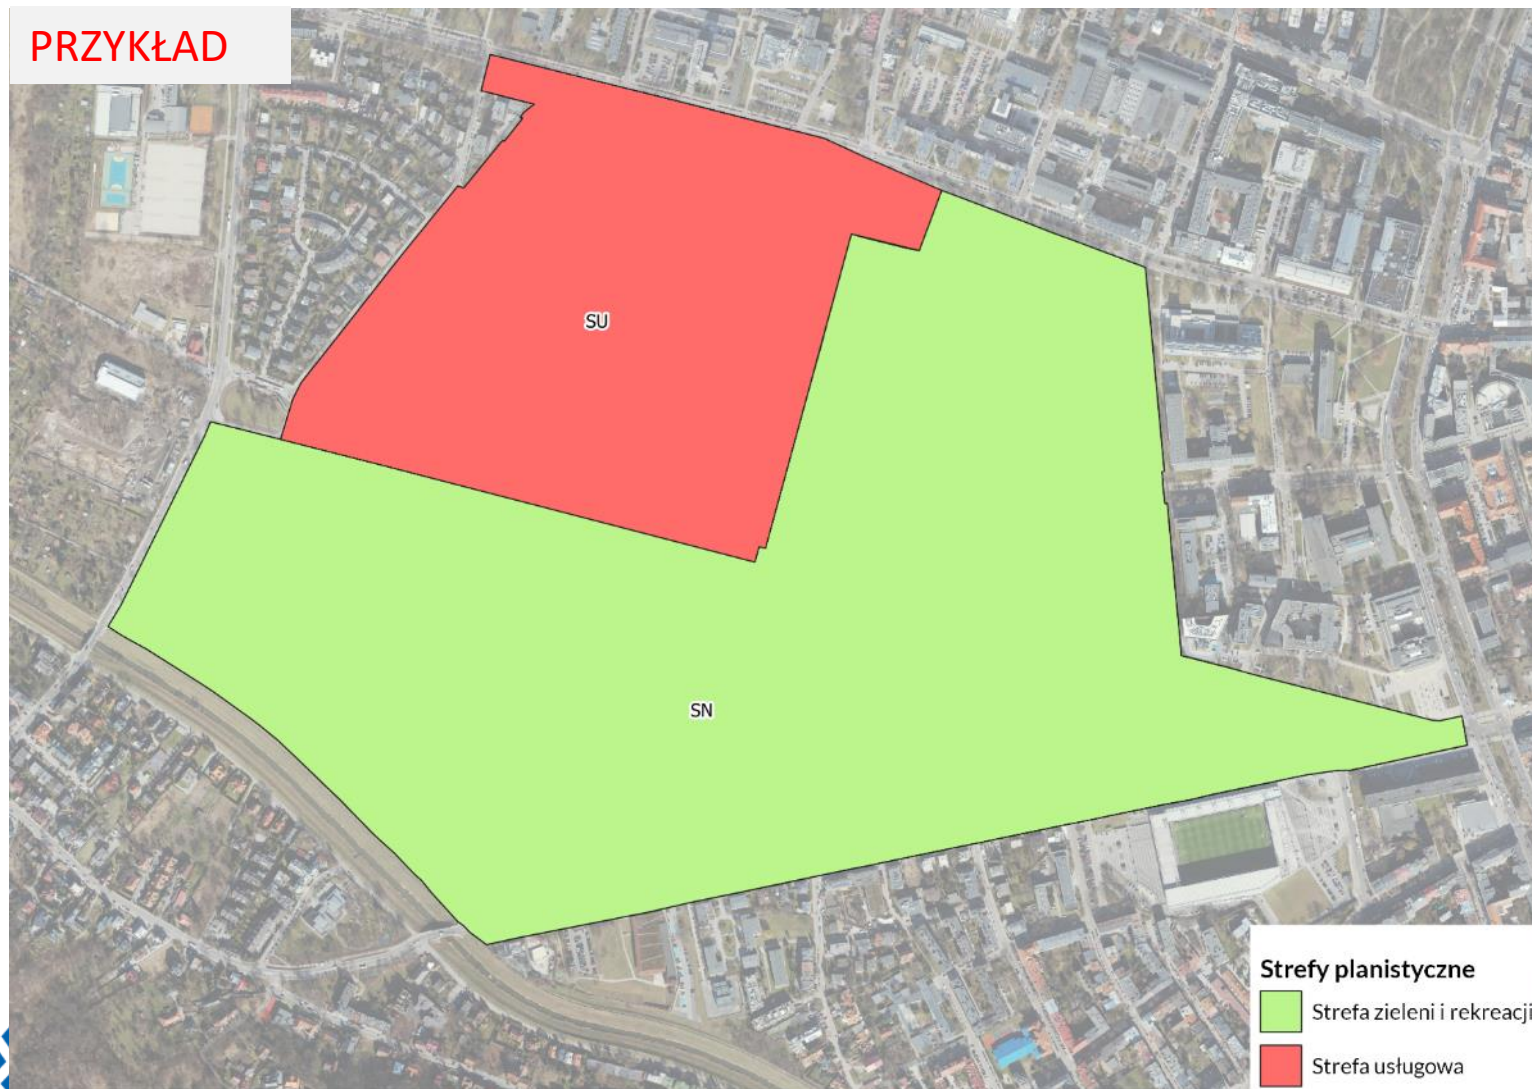 PRZYKŁAD
SU
SN
Strefy planistyczne
Strefa zieleni i rekreacji
Strefa usługowa